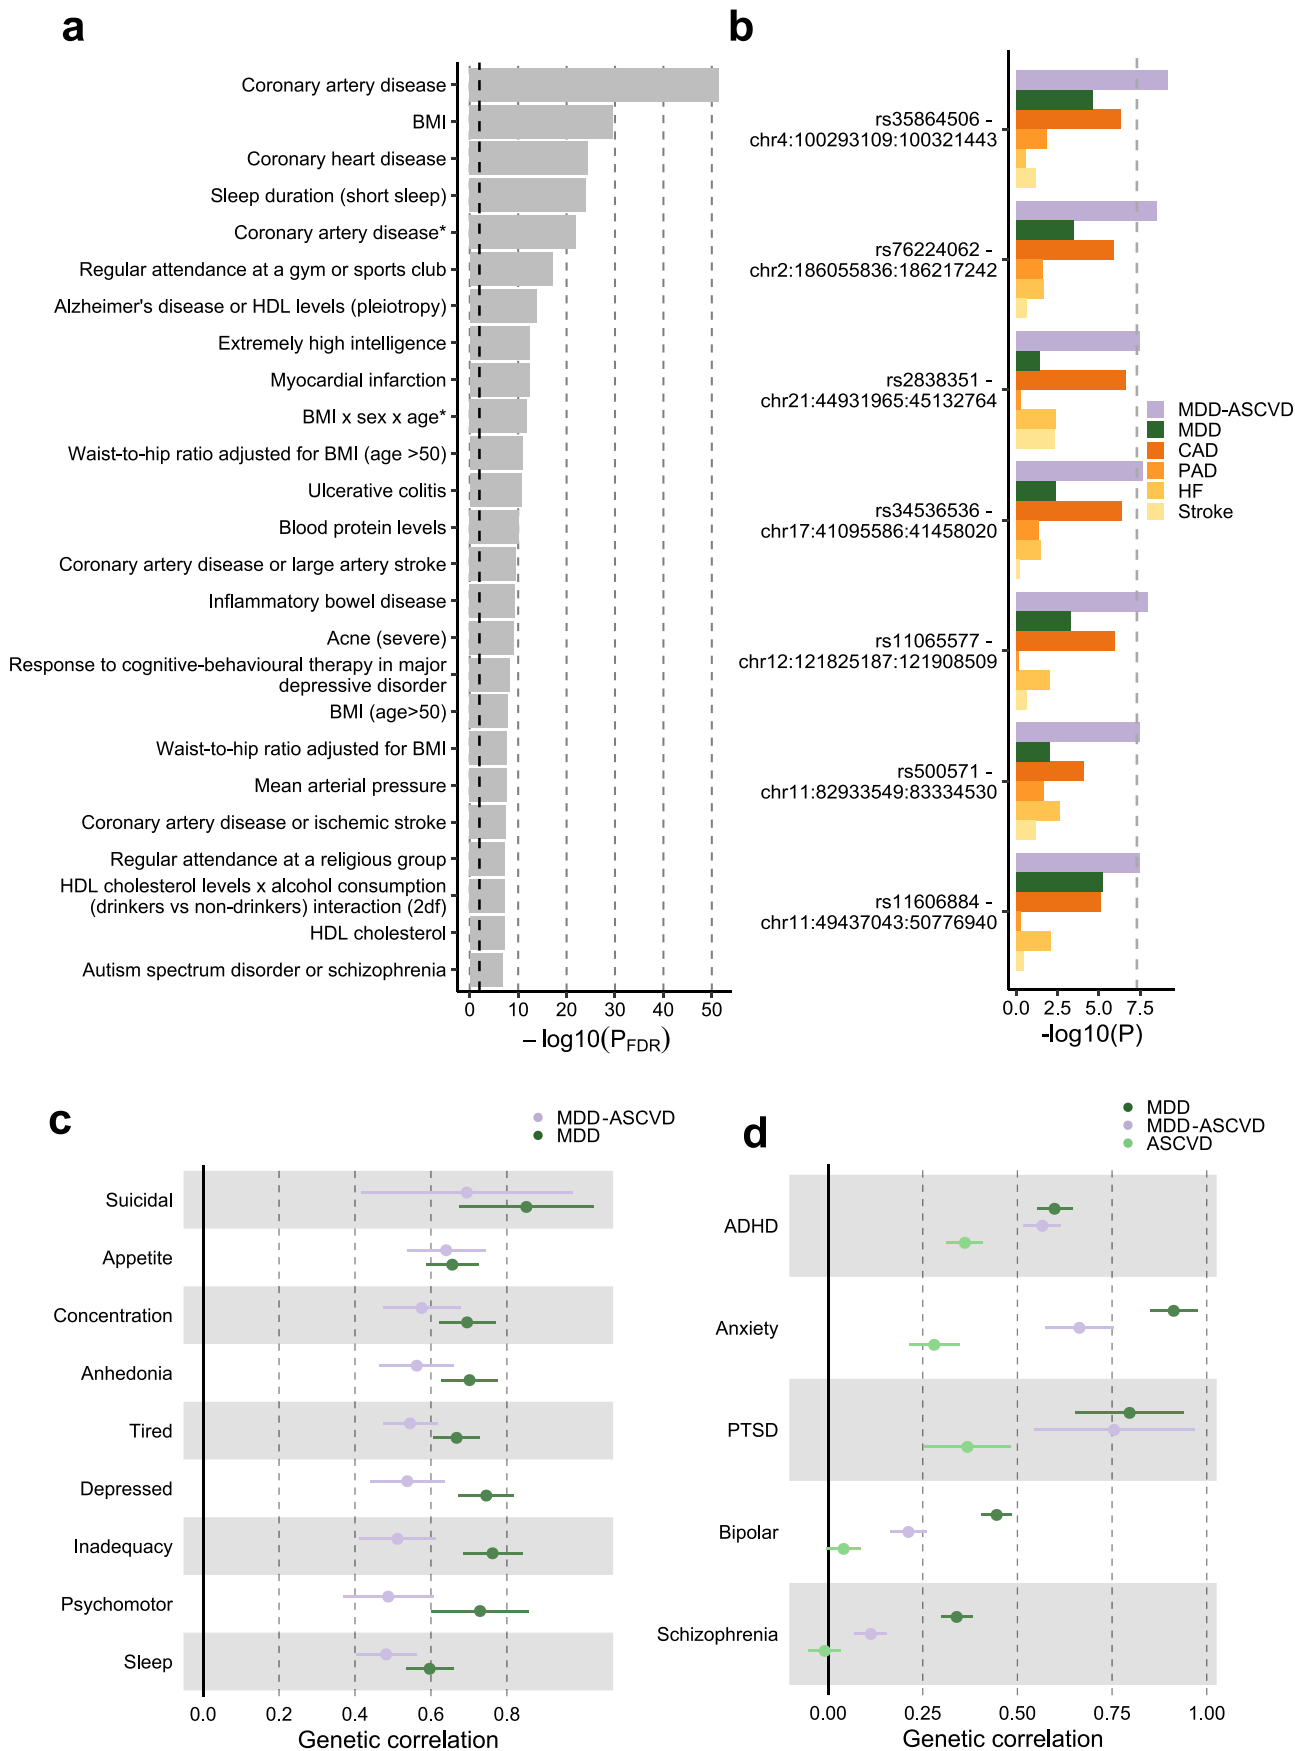 a
Coronary artery disease
BMI
Coronary heart disease
Sleep duration (short sleep)
Coronary artery disease*
Regular attendance at a gym or sports club
Alzheimer's disease or HDL levels (pleiotropy)
Extremely high intelligence
Myocardial infarction
BMI x sex x age*
Waist-to-hip ratio adjusted for BMI (age >50)
Ulcerative colitis
Blood protein levels
Coronary artery disease or large artery stroke
Inflammatory bowel disease
Acne (severe)
Response to cognitive-behavioural therapy in major
depressive disorder
BMI (age>50)
Waist-to-hip ratio adjusted for BMI
Mean arterial pressure
Coronary artery disease or ischemic stroke
Regular attendance at a religious group
HDL cholesterol levels x alcohol consumption
(drinkers vs non-drinkers) interaction (2df)
HDL cholesterol
Autism spectrum disorder or schizophrenia
0 10 20 30 40 50
− log10(P_FDR)
b
rs35864506 -
chr4:100293109:100321443
rs76224062 -
chr2:186055836:186217242
rs2838351 -
chr21:44931965:45132764
rs34536536 -
chr17:41095586:41458020
rs11065577 -
chr12:121825187:121908509
rs500571 -
chr11:82933549:83334530
rs11606884 -
chr11:49437043:50776940
0.0 2.5 5.0 7.5
-log10(P)
MDD-ASCVD
MDD
CAD
PAD
HF
Stroke
c
MDD-ASCVD
MDD
Suicidal
Appetite
Concentration
Anhedonia
Tired
Depressed
Inadequacy
Psychomotor
Sleep
0.0 0.2 0.4 0.6 0.8
Genetic correlation
d
MDD
MDD-ASCVD
ASCVD
ADHD
Anxiety
PTSD
Bipolar
Schizophrenia
0.00 0.25 0.50 0.75 1.00
Genetic correlation